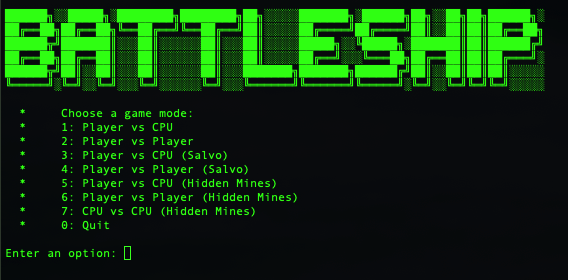 BATTLESHIP
* Choose a game mode:
* 1: Player vs CPU
* 2: Player vs Player
* 3: Player vs CPU (Salvo)
* 4: Player vs Player (Salvo)
* 5: Player vs CPU (Hidden Mines)
* 6: Player vs Player (Hidden Mines)
* 7: CPU vs CPU (Hidden Mines)
* 0: Quit
Enter an option: